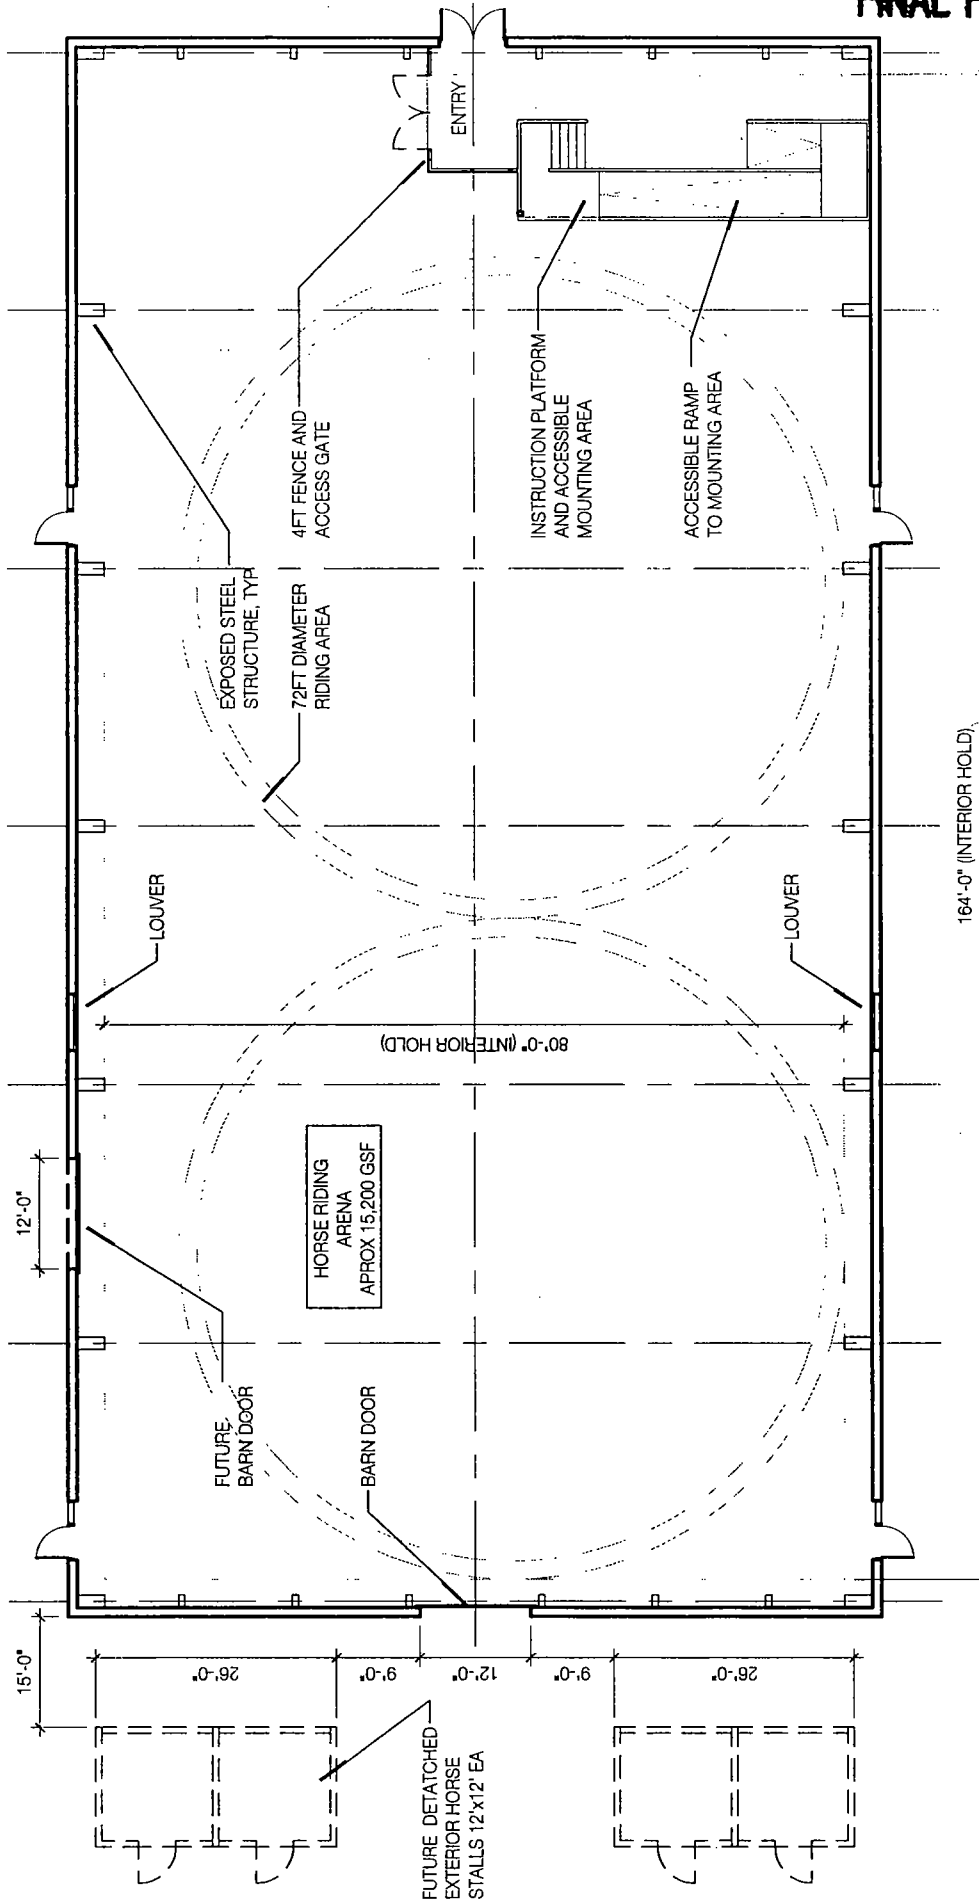 FINAL
ENTRY
4FT FENCE AND
ACCESS GATE
INSTRUCTION PLATFORM
AND ACCESSIBLE
MOUNTING AREA
ACCESSIBLE RAMP
TO MOUNTING AREA
EXPOSED STEEL
STRUCTURE, TYP
72FT DIAMETER
RIDING AREA
LOUVER
LOUVER
164'-0" (INTERIOR HOLD)
80'-0" (INTERIOR HOLD)
12'-0"
HORSE RIDING
ARENA
APROX 15,200 GSF
FUTURE
BARN DOOR
BARN DOOR
15'-0"
26'-0"
9'-0"
12'-0"
9'-0"
26'-0"
FUTURE DETATCHED
EXTERIOR HORSE
STALLS 12'x12' EA